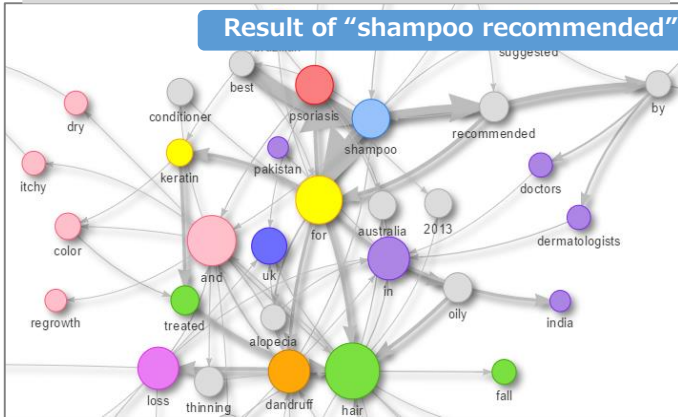 Result of “shampoo recommended”
suggested
best
psoriasis
by
dry
conditioner
shampoo
recommended
itchy
keratin
pakistan
doctors
color
for
australia
2013
dermatologists
and
uk
in
regrowth
treated
alopecia
oily
india
loss
thinning
dandruff
hair
fall